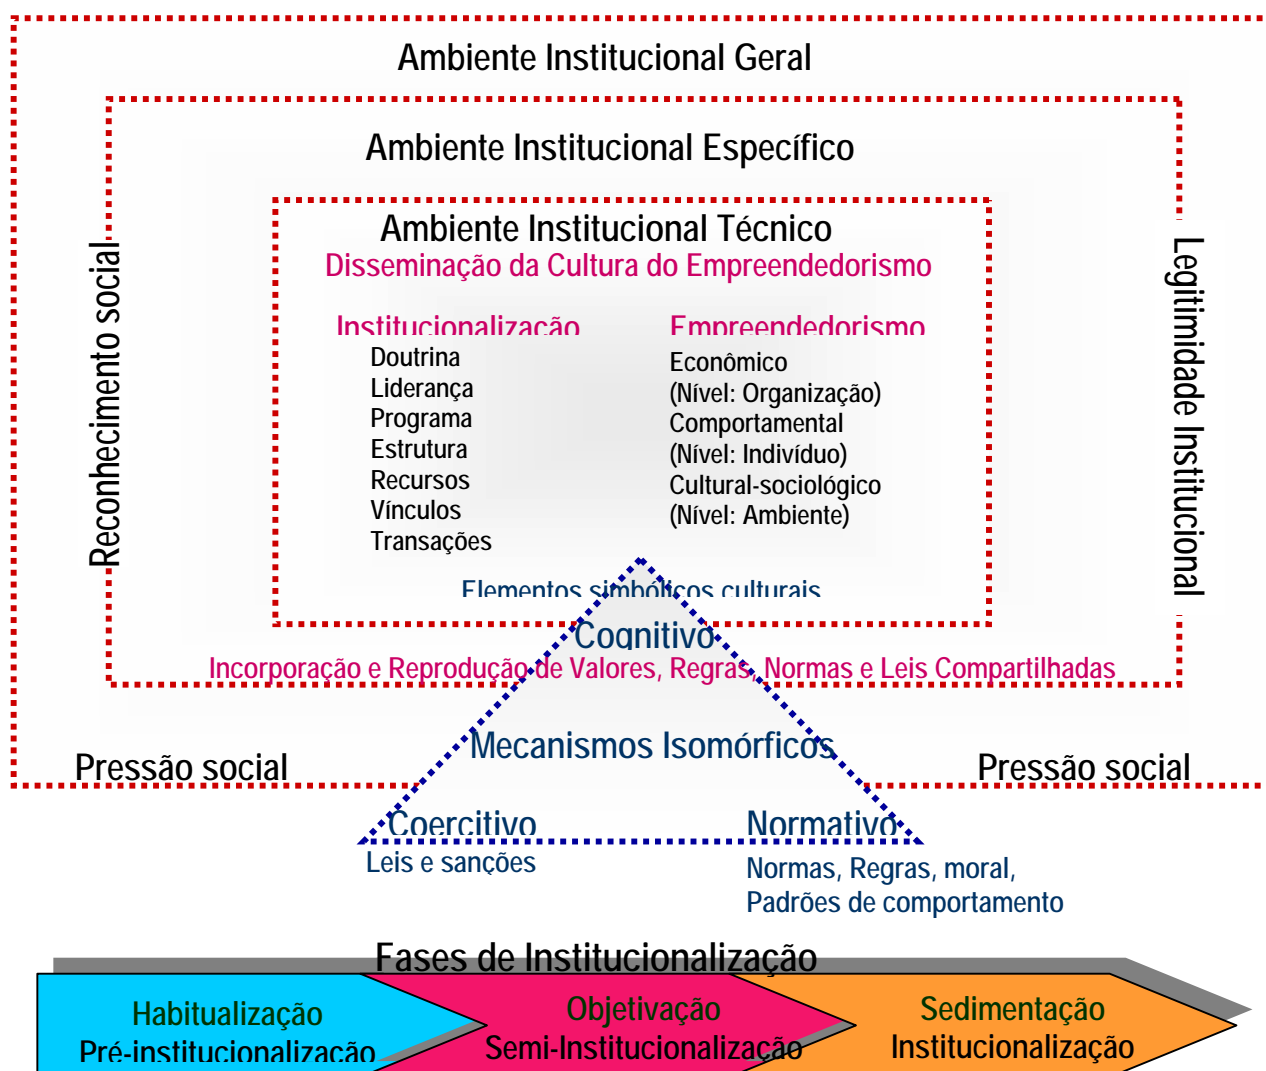 Ambiente Institucional Geral
Ambiente Institucional Específico
Ambiente Institucional Técnico
Disseminação da Cultura do Empreendedorismo
Institucionalização
Doutrina
Liderança
Programa
Estrutura
Recursos
Vínculos
Transações
Empreendedorismo
Econômico
(Nível: Organização)
Comportamental
(Nível: Indivíduo)
Cultural-sociológico
(Nível: Ambiente)
Reconhecimento social
Legitimidade Institucional
Elementos simbólicos culturais
Cognitivo
Incorporação e Reprodução de Valores, Regras, Normas e Leis Compartilhadas
Mecanismos Isomórficos
Pressão social
Pressão social
Coercitivo
Leis e sanções
Normativo
Normas, Regras, moral,
Padrões de comportamento
Fases de Institucionalização
Habitualização
Pré-institucionalização
Objetivação
Semi-Institucionalização
Sedimentação
Institucionalização